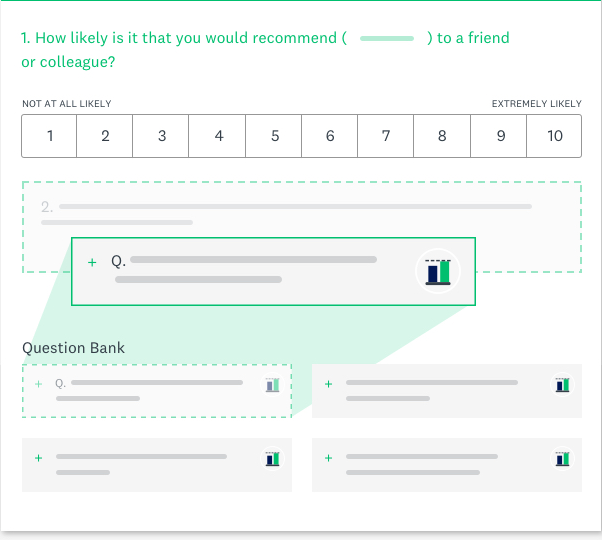 1. How likely is it that you would recommend ( ) to a friend
or colleague?
NOT AT ALL LIKELY EXTREMELY LIKELY
1 2 3 4 5 6 7 8 9 10
2.
+ Q.
Question Bank
+ Q. +
+ +